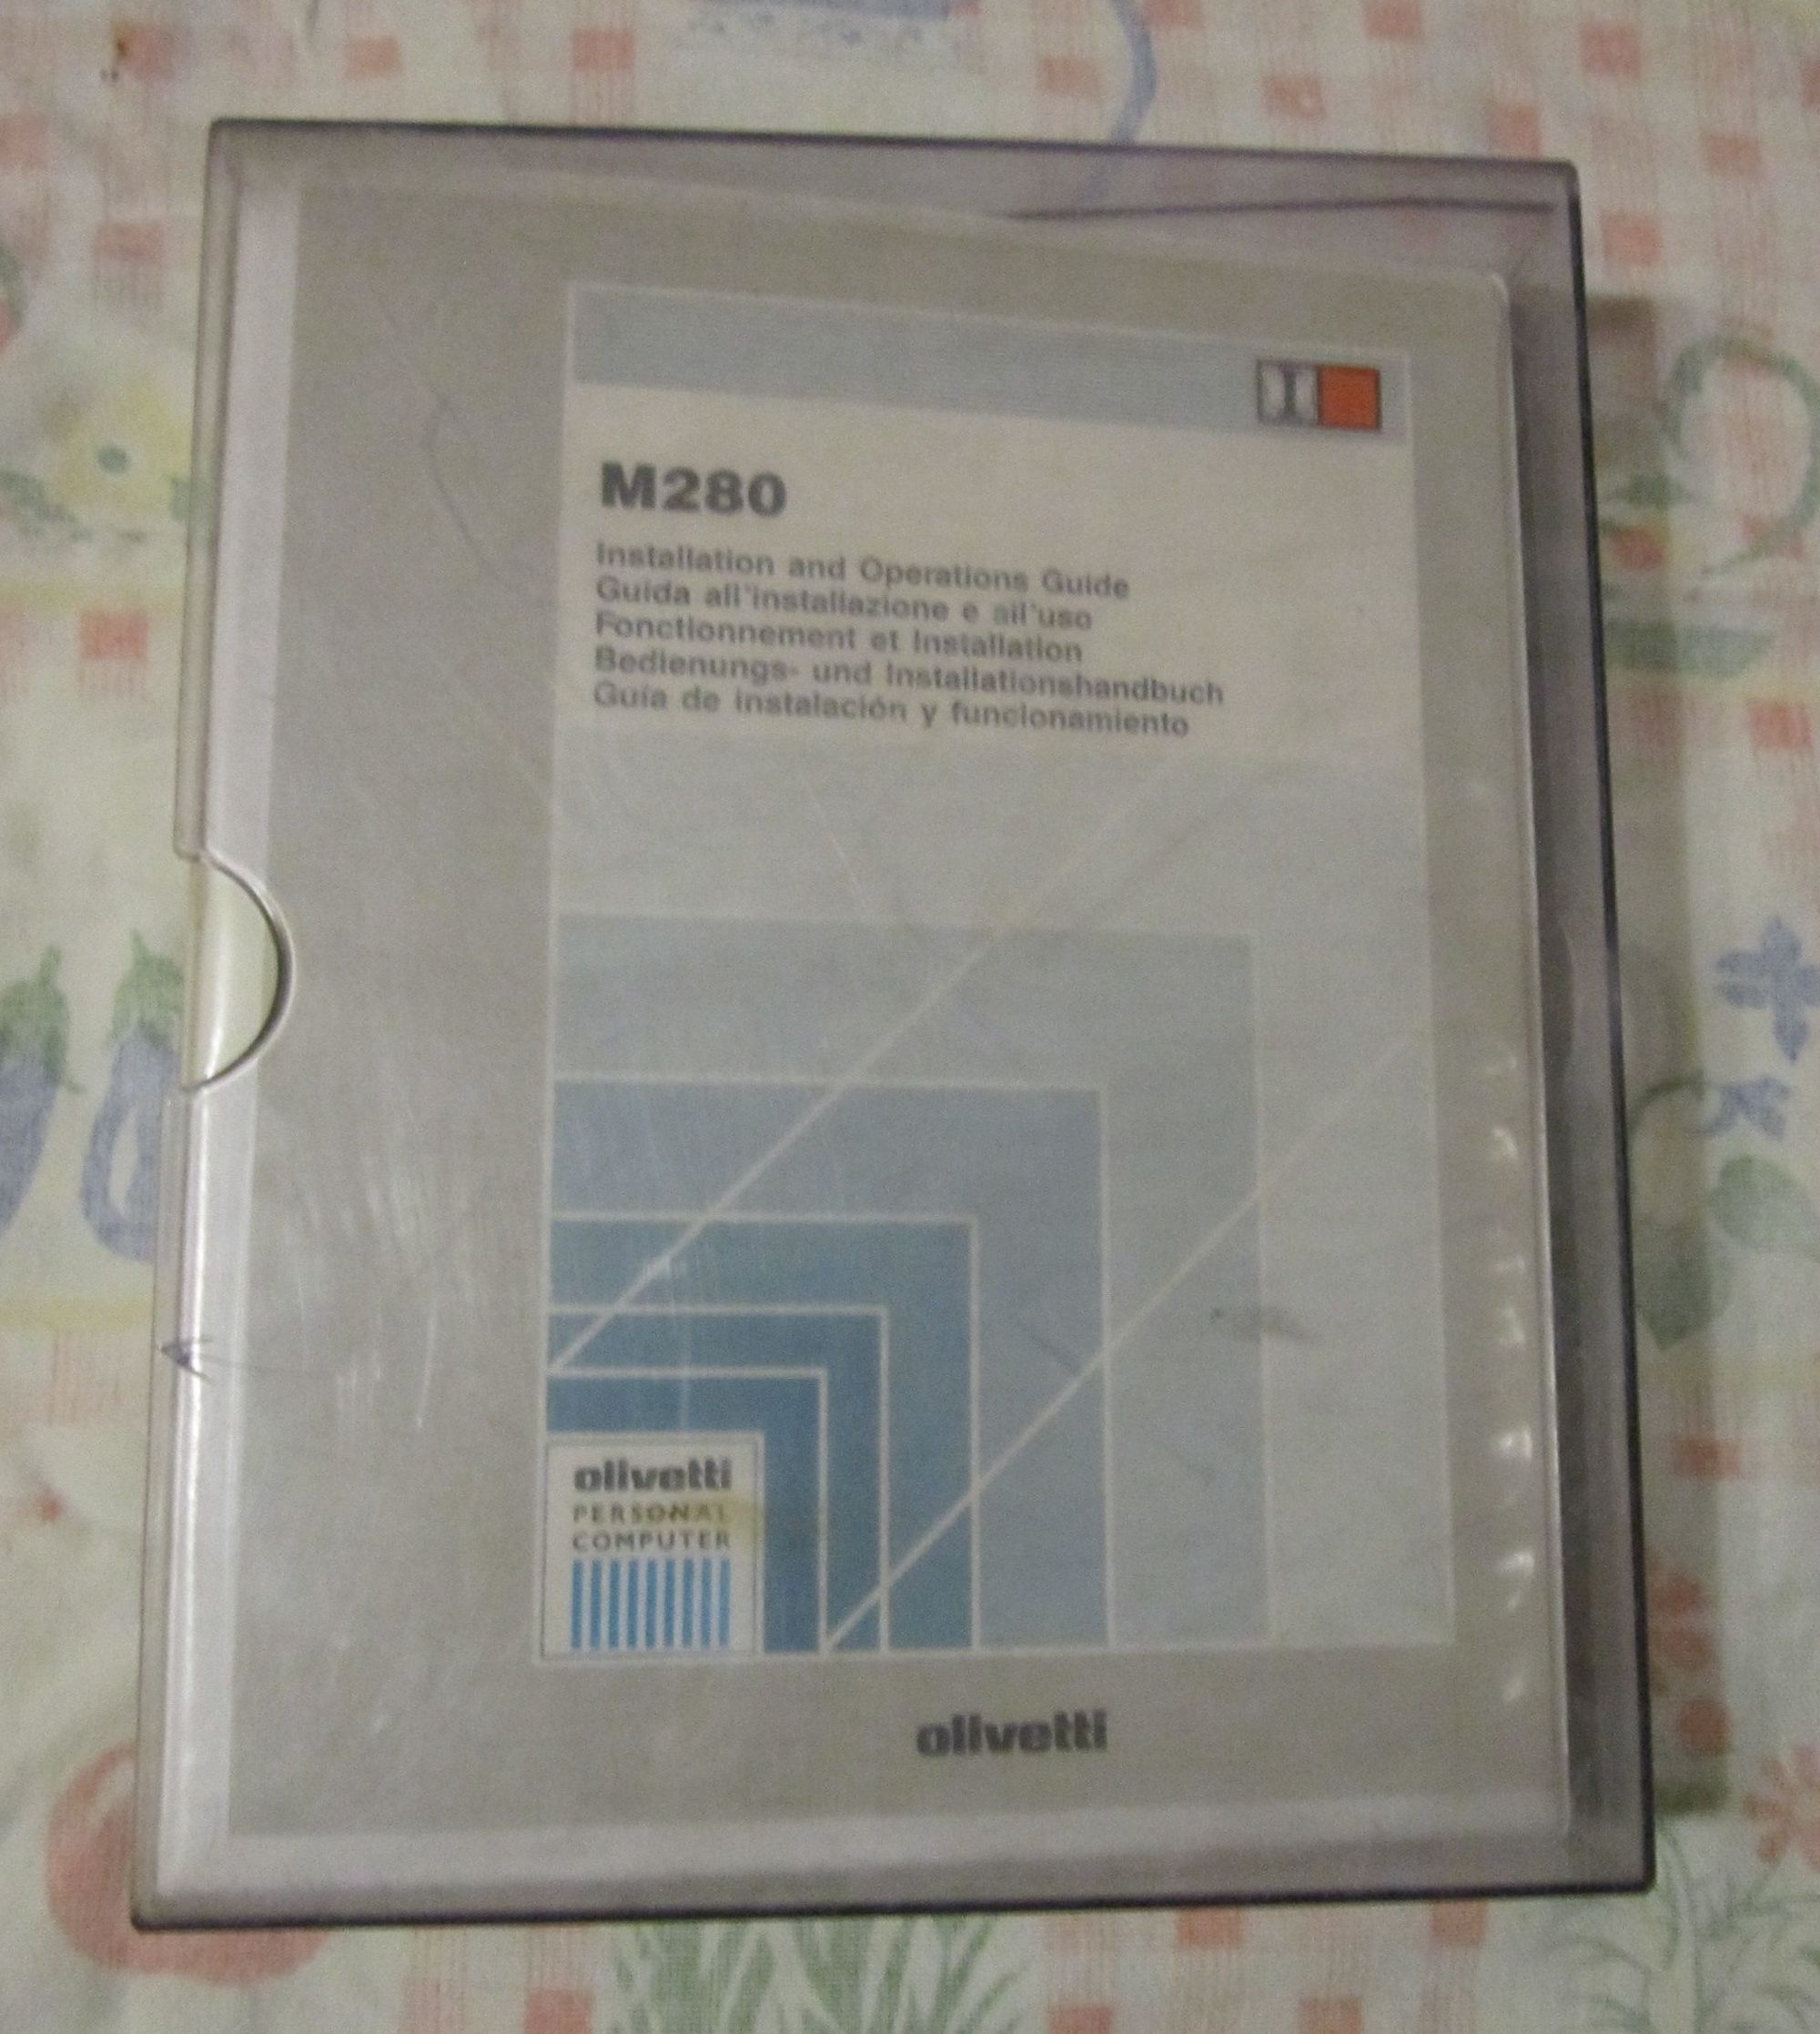 I
M280
Installation and Operations Guide
Guida all'installazione e all'uso
Fonctionnement et Installation
Bedienungs- und Installationshandbuch
Guía de instalación y funcionamiento
olivetti
PERSONAL
COMPUTER
olivetti